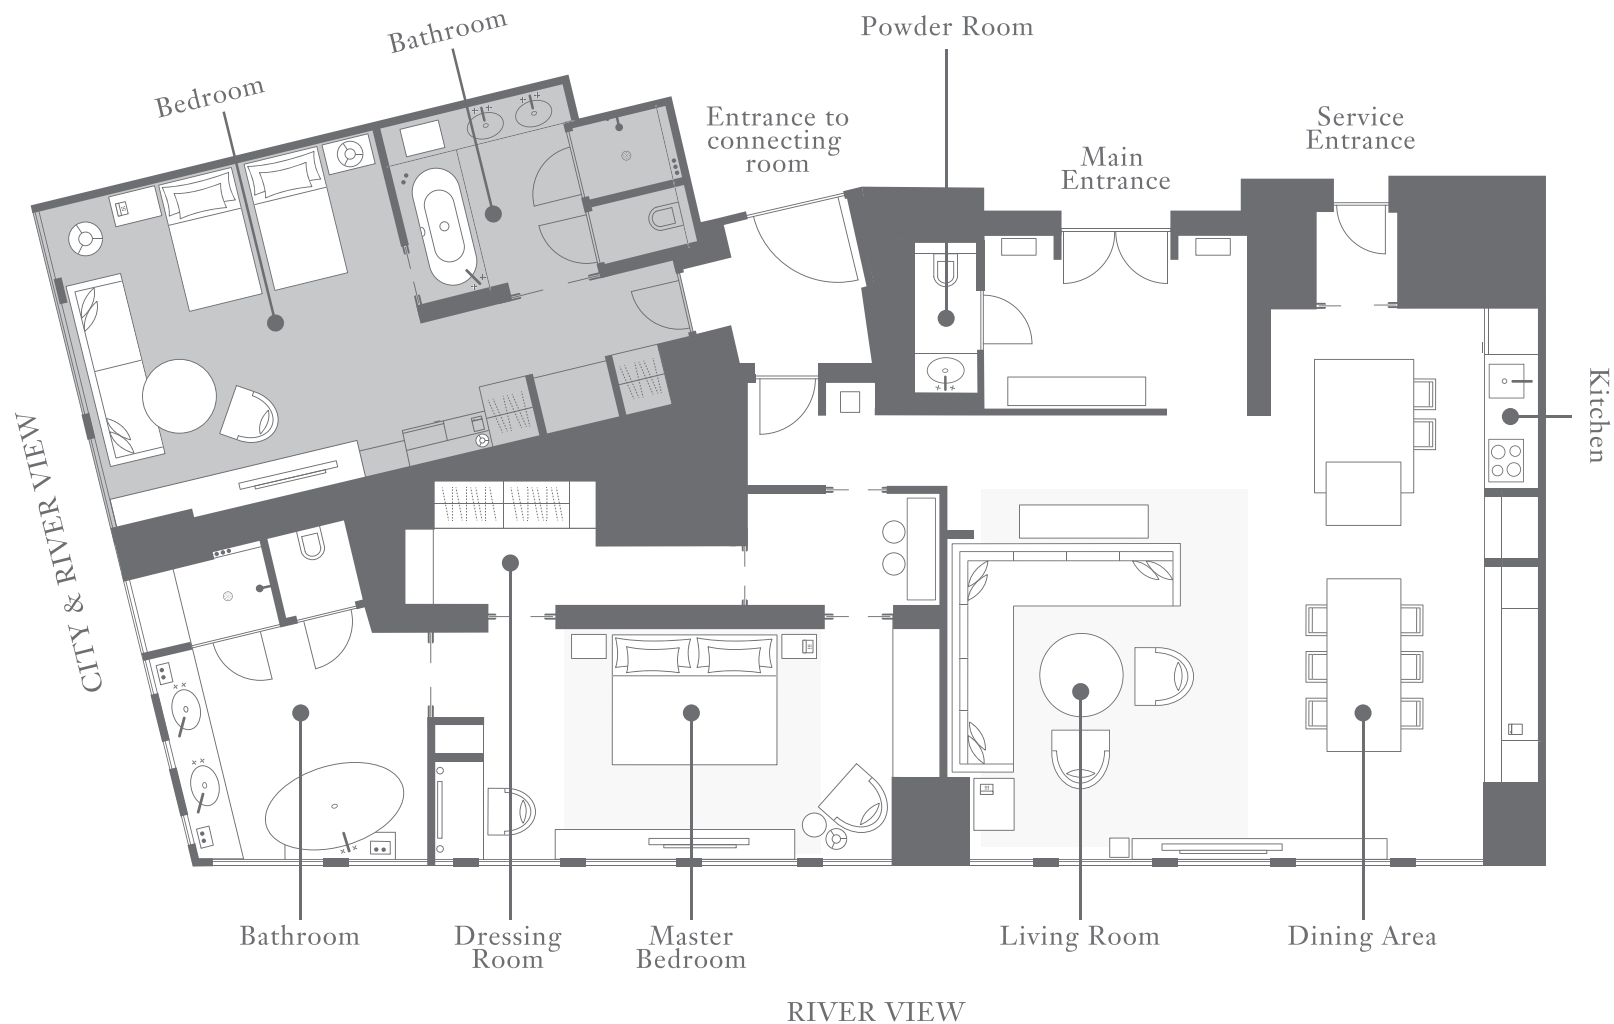 Bathroom
Powder Room
Bedroom
Entrance to
connecting
room
Service
Entrance
Main
Entrance
Kitchen
CITY & RIVER VIEW
Bathroom
Dressing
Room
Master
Bedroom
Living Room
Dining Area
RIVER VIEW